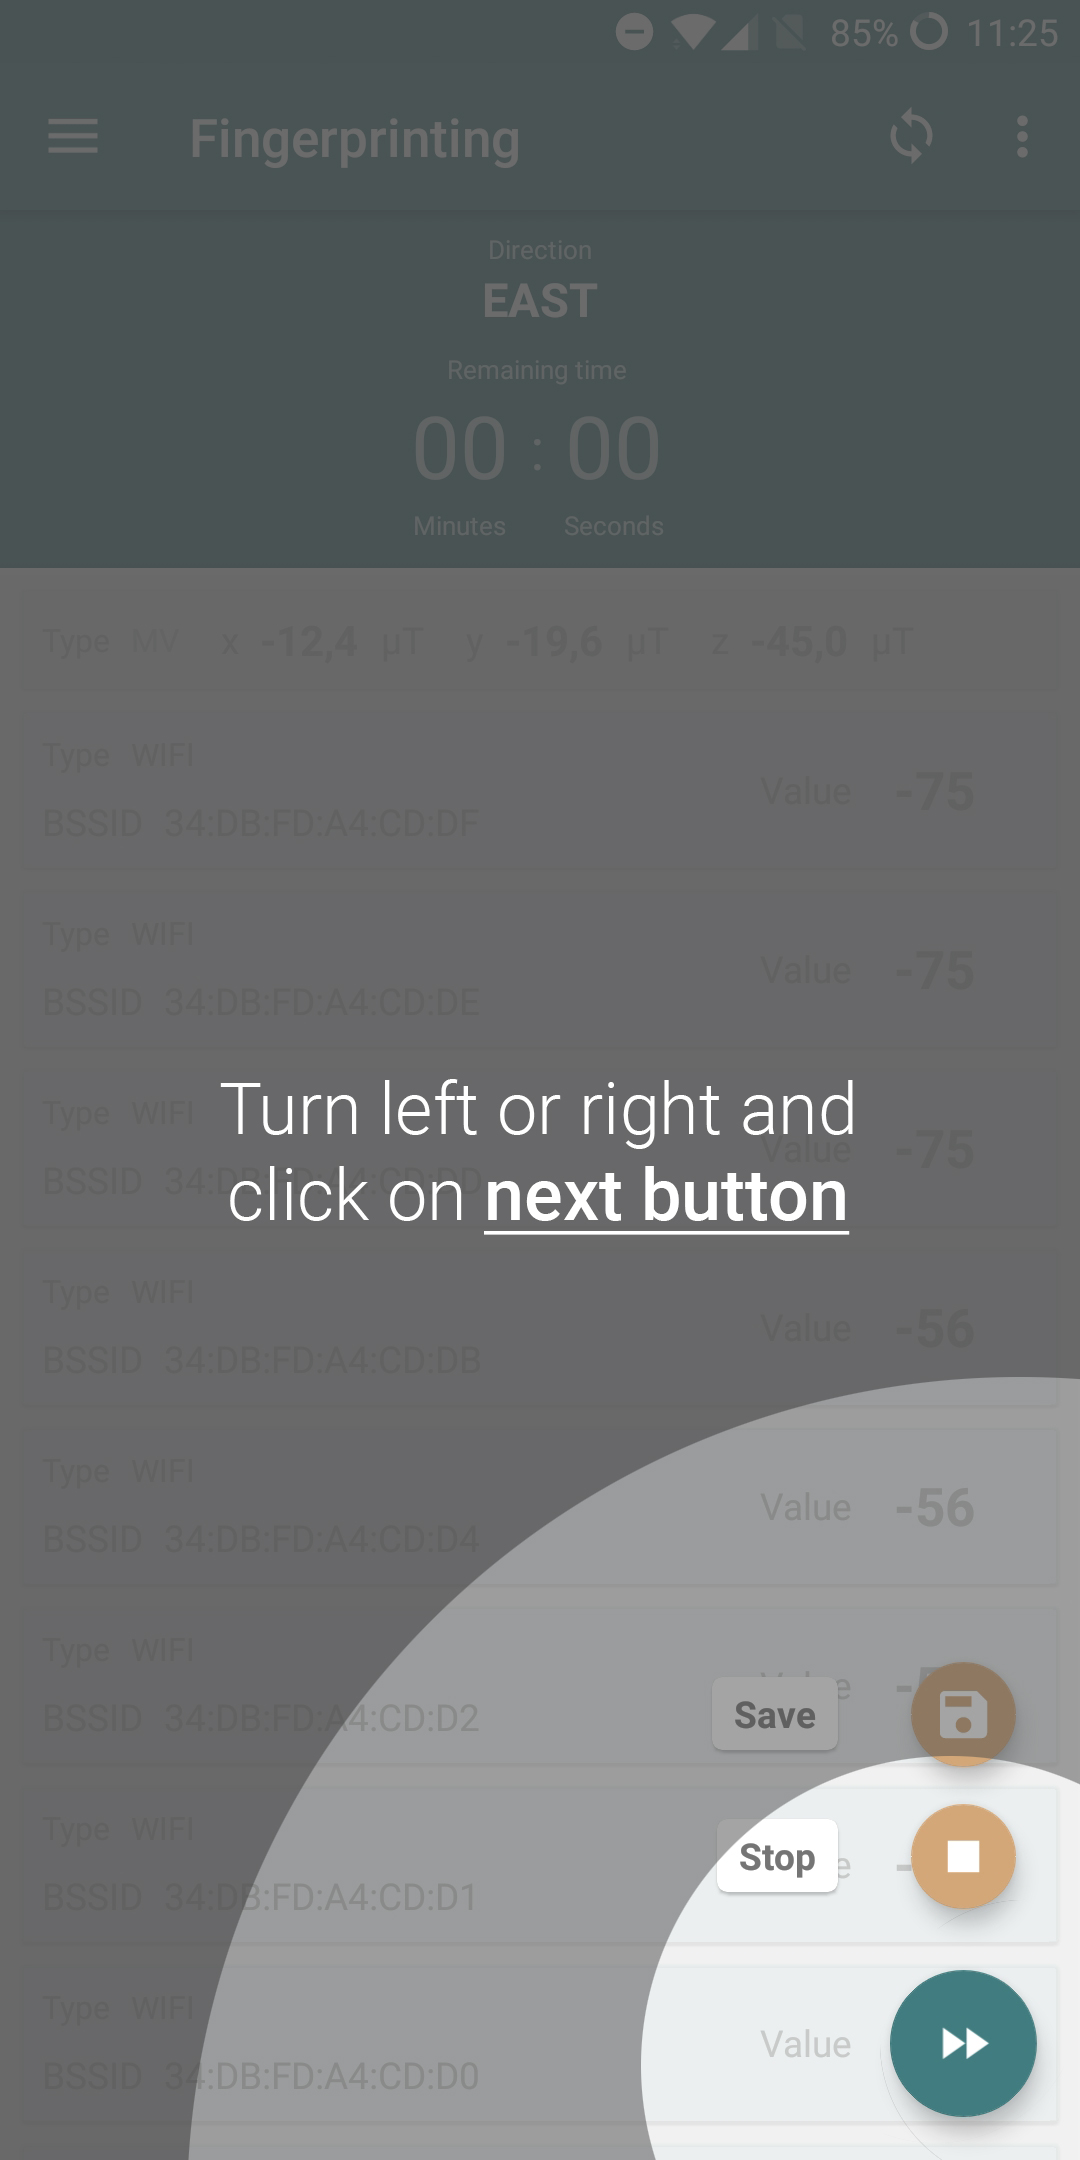 85% 11:25
Fingerprinting
Direction
EAST
Remaining time
00 : 00
Minutes Seconds
Type MV x -12,4 µT y -19,6 µT z -45,0 µT
Type WIFI
Value -75
BSSID 34:DB:FD:A4:CD:DF
Type WIFI
Value -75
BSSID 34:DB:FD:A4:CD:DE
Turn left or right and
click on next button
Type WIFI
Value -75
BSSID 34:DB:FD:A4:CD:DD
Type WIFI
Value -56
BSSID 34:DB:FD:A4:CD:DB
Type WIFI
Value -56
BSSID 34:DB:FD:A4:CD:D4
Type WIFI
Save
BSSID 34:DB:FD:A4:CD:D2
Type WIFI
Stop
BSSID 34:DB:FD:A4:CD:D1
Type WIFI
Value
BSSID 34:DB:FD:A4:CD:D0